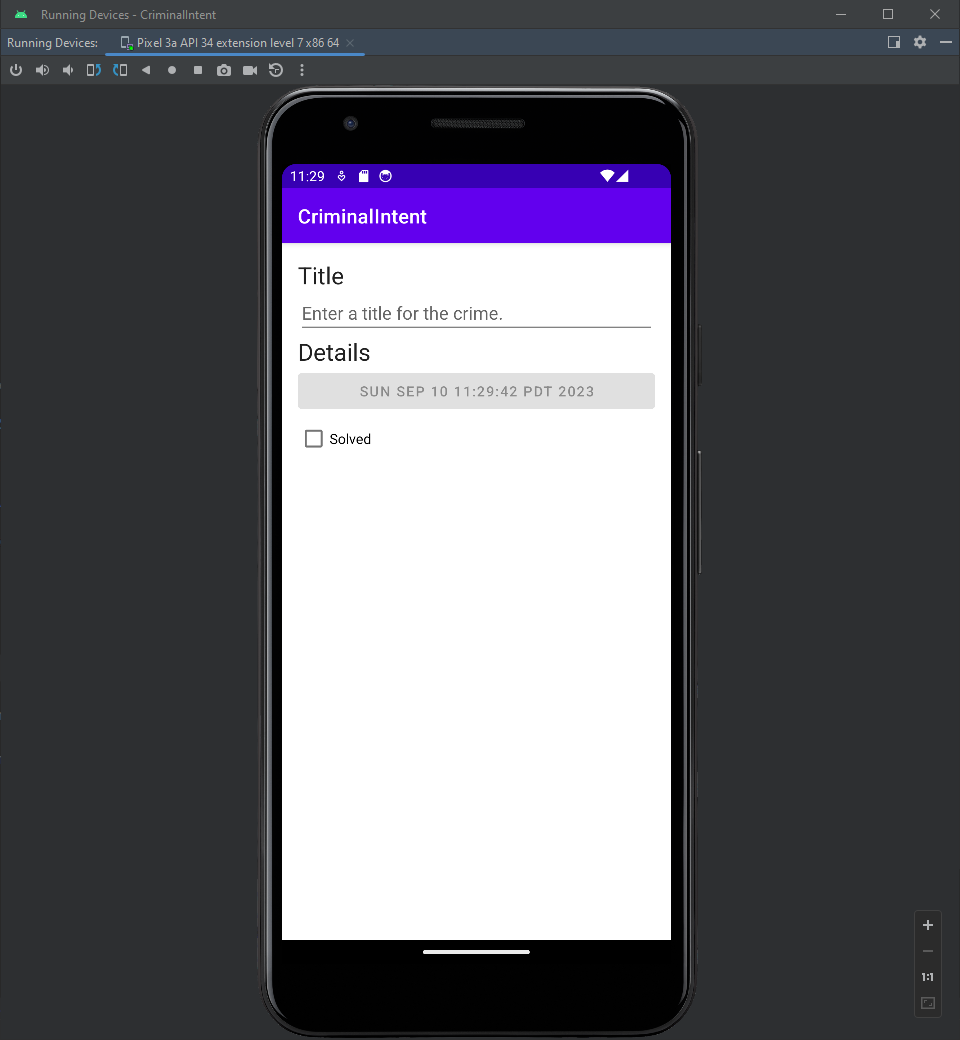 Running Devices - CriminalIntent
Running Devices: Pixel 3a API 34 extension level 7 x86 64
11:29
CriminalIntent
Title
Enter a title for the crime.
Details
SUN SEP 10 11:29:42 PDT 2023
Solved
1:1